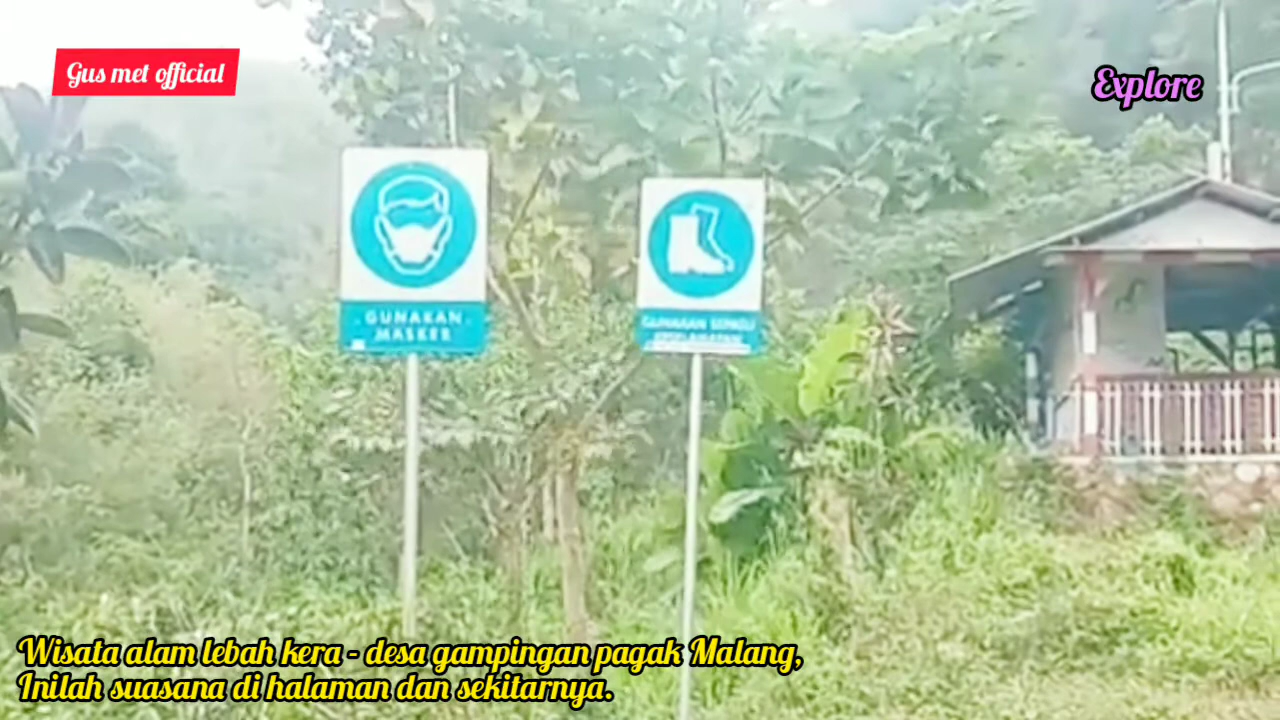 Gus met official
Explore
GUNAKAN
MASKER
GUNAKAN SEPATU
Wisata alam lebah kera - desa gampingan pagak Malang,
Inilah suasana di halaman dan sekitarnya.